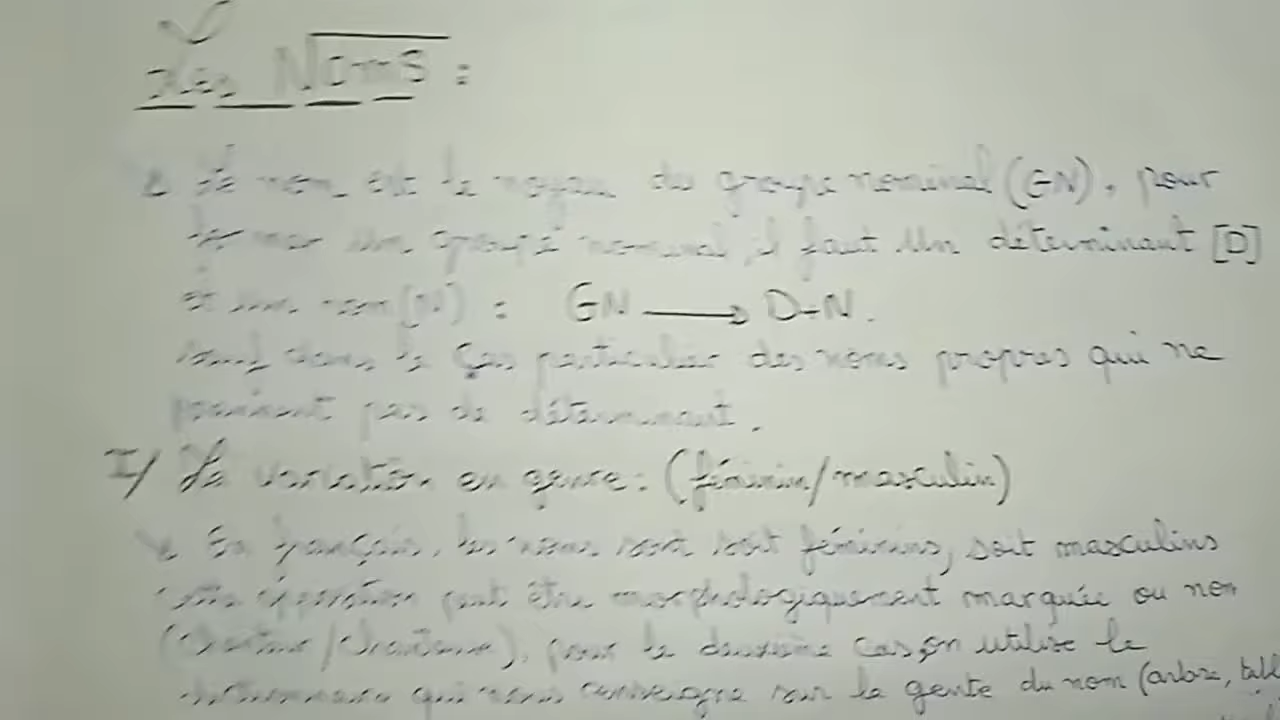 Les Noms :
Le nom est le noyau du groupe nominal (GN), pour
former un groupe nominal, il faut un déterminant [D]
et un nom [N] : GN → D+N.
sauf dans le cas particulier des noms propres qui ne
prennent pas de déterminant.
I/ La variation en genre : (féminin/masculin)
En français, les noms sont soit féminins, soit masculins
cette opposition peut être morphologiquement marquée ou non
(Chanteur/Chanteuse), pour le deuxième cas, on utilise le
dictionnaire qui nous renseigne sur le gente du nom (arbre, tabl